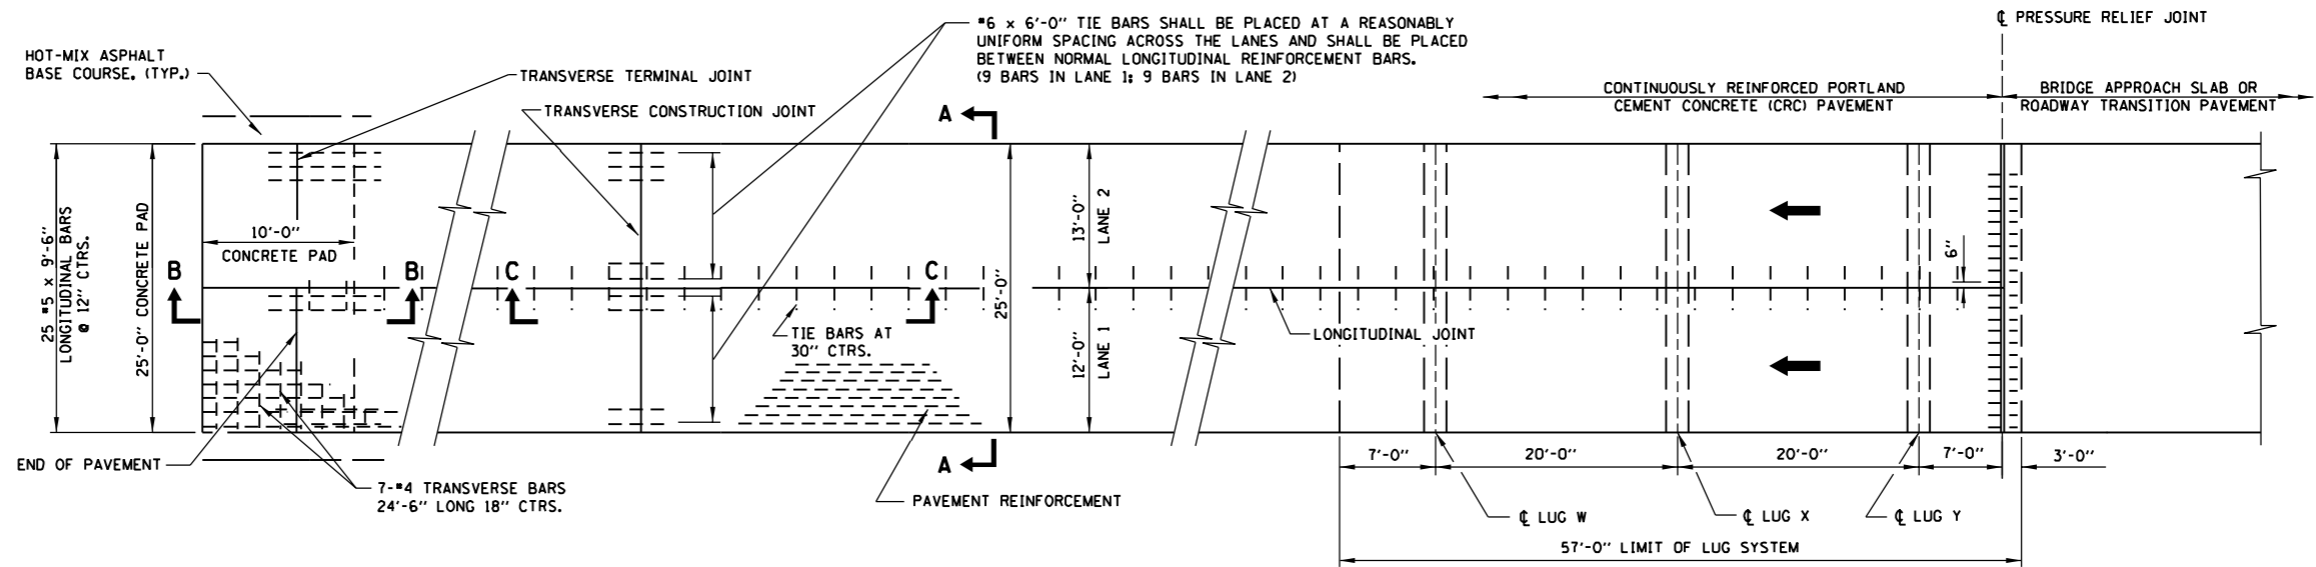 HOT-MIX ASPHALT
BASE COURSE. (TYP.)
TRANSVERSE TERMINAL JOINT
TRANSVERSE CONSTRUCTION JOINT
#6 x 6'-0" TIE BARS SHALL BE PLACED AT A REASONABLY
UNIFORM SPACING ACROSS THE LANES AND SHALL BE PLACED
BETWEEN NORMAL LONGITUDINAL REINFORCEMENT BARS.
(9 BARS IN LANE 1; 9 BARS IN LANE 2)
℄ PRESSURE RELIEF JOINT
CONTINUOUSLY REINFORCED PORTLAND
CEMENT CONCRETE (CRC) PAVEMENT
BRIDGE APPROACH SLAB OR
ROADWAY TRANSITION PAVEMENT
A
25 #5 x 9'-6"
LONGITUDINAL BARS
@ 12" CTRS.
25'-0" CONCRETE PAD
10'-0"
CONCRETE PAD
B
B
C
C
25'-0"
13'-0"
LANE 2
12'-0"
LANE 1
6"
TIE BARS AT
30" CTRS.
LONGITUDINAL JOINT
END OF PAVEMENT
7-#4 TRANSVERSE BARS
24'-6" LONG 18" CTRS.
A
PAVEMENT REINFORCEMENT
7'-0"
20'-0"
20'-0"
7'-0"
3'-0"
℄ LUG W
℄ LUG X
℄ LUG Y
57'-0" LIMIT OF LUG SYSTEM